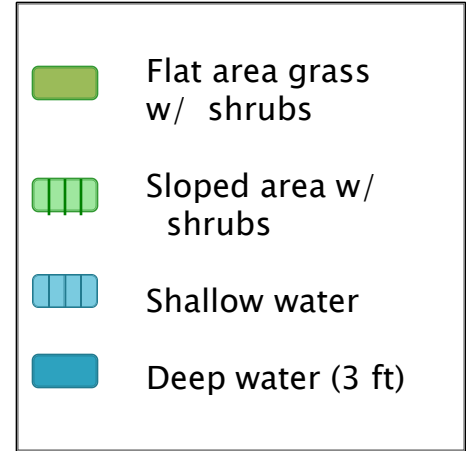 Flat area grass
w/ shrubs
Sloped area w/
shrubs
Shallow water
Deep water (3 ft)